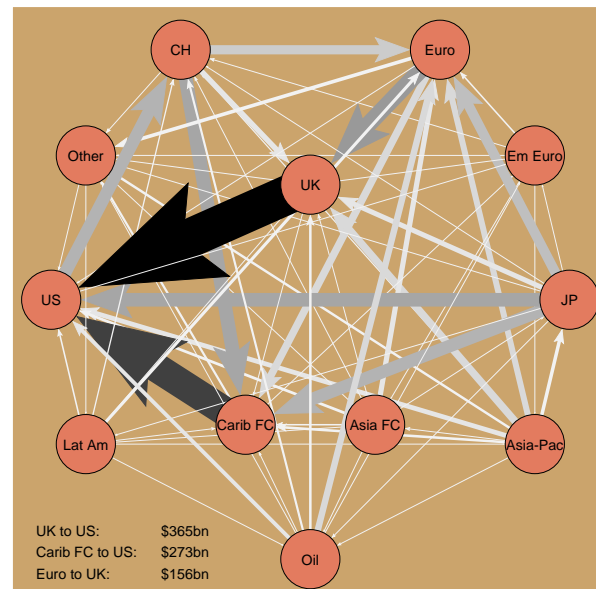 CH
Euro
Other
Em Euro
UK
US
JP
Carib FC
Asia FC
Lat Am
Asia-Pac
Oil
UK to US: $365bn
Carib FC to US: $273bn
Euro to UK: $156bn